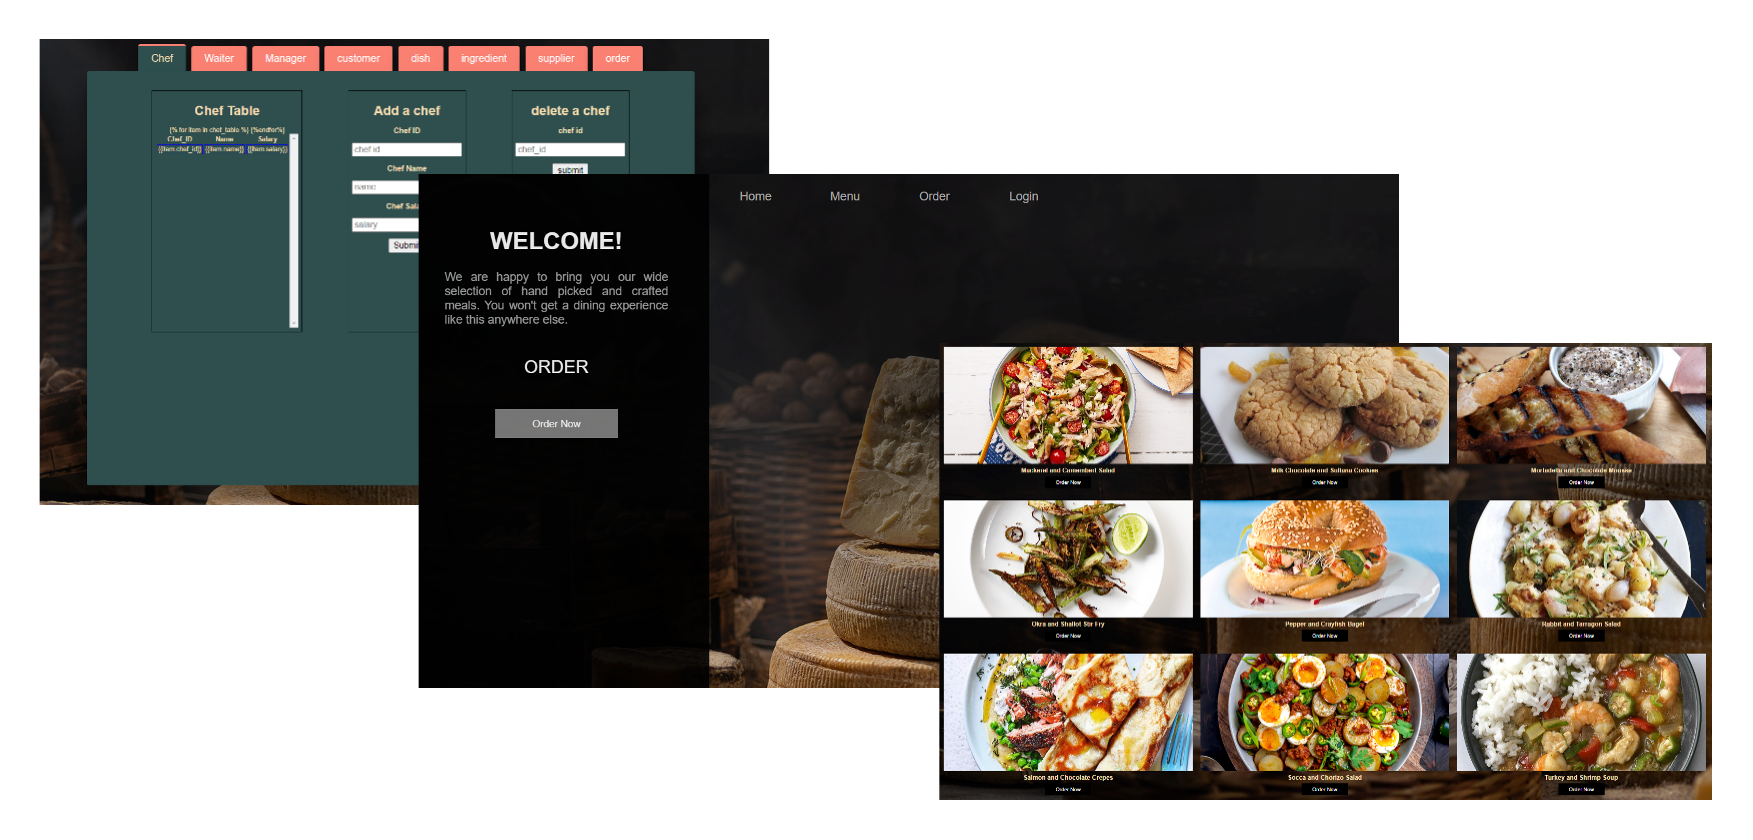 Chef Waiter Manager customer dish ingredient supplier order
Chef Table
{% for item in chef_table %} {%endfor%}
Chef_ID Name Salary
{{item.chef_id}} {{item.name}} {{item.salary}}
Add a chef
Chef ID
chef id
Chef Name
name
Chef Sala
salary
Submi
delete a chef
chef id
chef_id
submit
Home Menu Order Login
WELCOME!
We are happy to bring you our wide
selection of hand picked and crafted
meals. You won't get a dining experience
like this anywhere else.
ORDER
Order Now
Mackerel and Camembert Salad
Order Now
Milk Chocolate and Sultana Cookies
Order Now
Mortadella and Chocolate Mousse
Order Now
Okra and Shallot Stir Fry
Order Now
Pepper and Crayfish Bagel
Order Now
Rabbit and Tarragon Salad
Order Now
Salmon and Chocolate Crepes
Order Now
Socca and Chorizo Salad
Order Now
Turkey and Shrimp Soup
Order Now